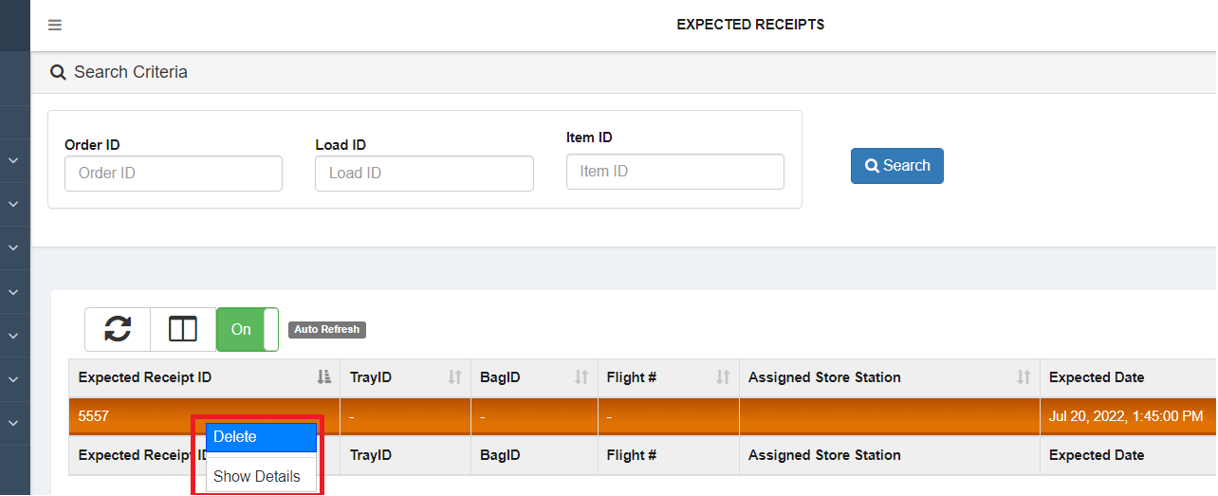 EXPECTED RECEIPTS
Search Criteria
Order ID
Load ID
Item ID
Order ID
Load ID
Item ID
Search
On
Auto Refresh
Expected Receipt ID TrayID BagID Flight # Assigned Store Station Expected Date
5557 - - - Jul 20, 2022, 1:45:00 PM
Delete
Expected Receipt ID TrayID BagID Flight # Assigned Store Station Expected Date
Show Details